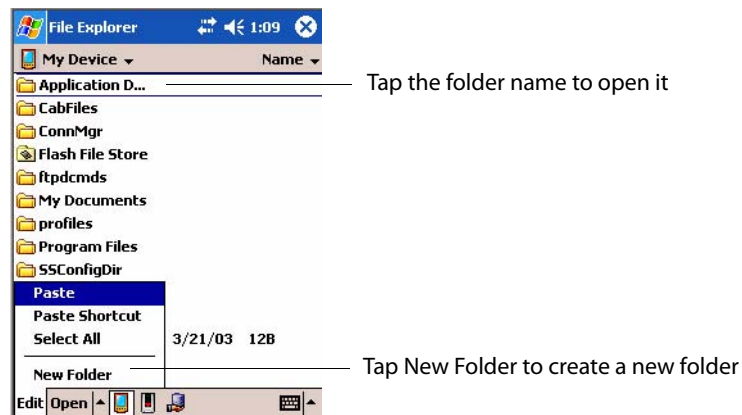 File Explorer 1:09
My Device Name
Application D...
Tap the folder name to open it
CabFiles
ConnMgr
Flash File Store
ftpdcmds
My Documents
profiles
Program Files
SSConfigDir
Paste
Paste Shortcut
Select All 3/21/03 12B
New Folder
Tap New Folder to create a new folder
Edit Open